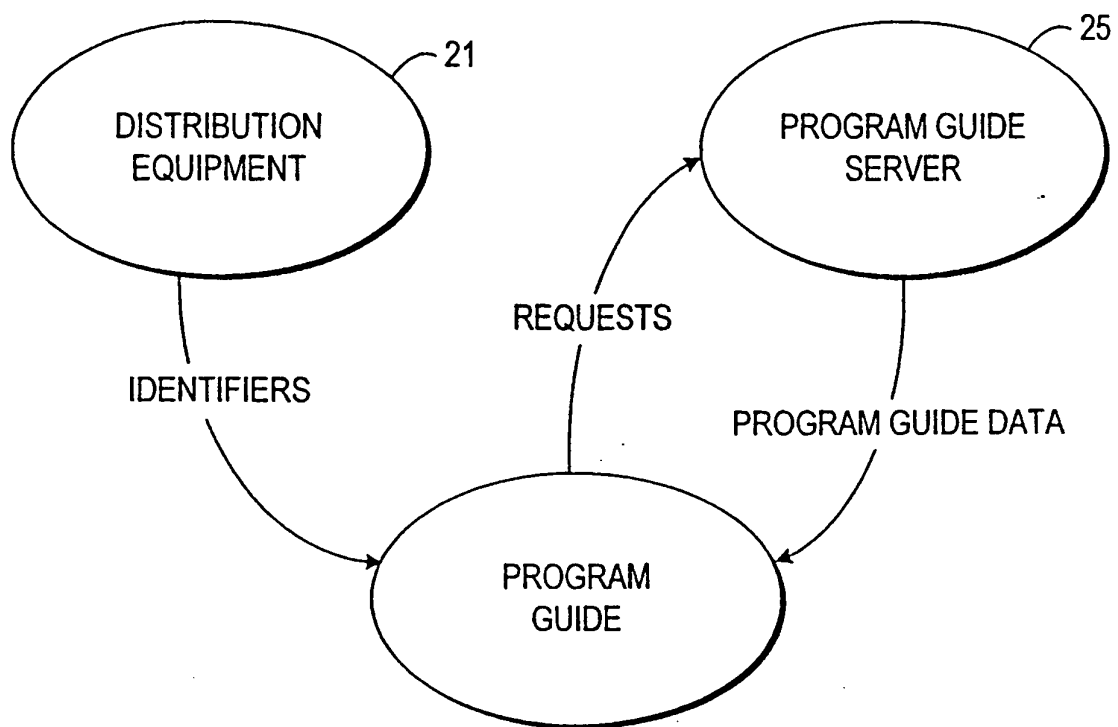 21
DISTRIBUTION
EQUIPMENT
25
PROGRAM GUIDE
SERVER
REQUESTS
IDENTIFIERS
PROGRAM GUIDE DATA
PROGRAM
GUIDE